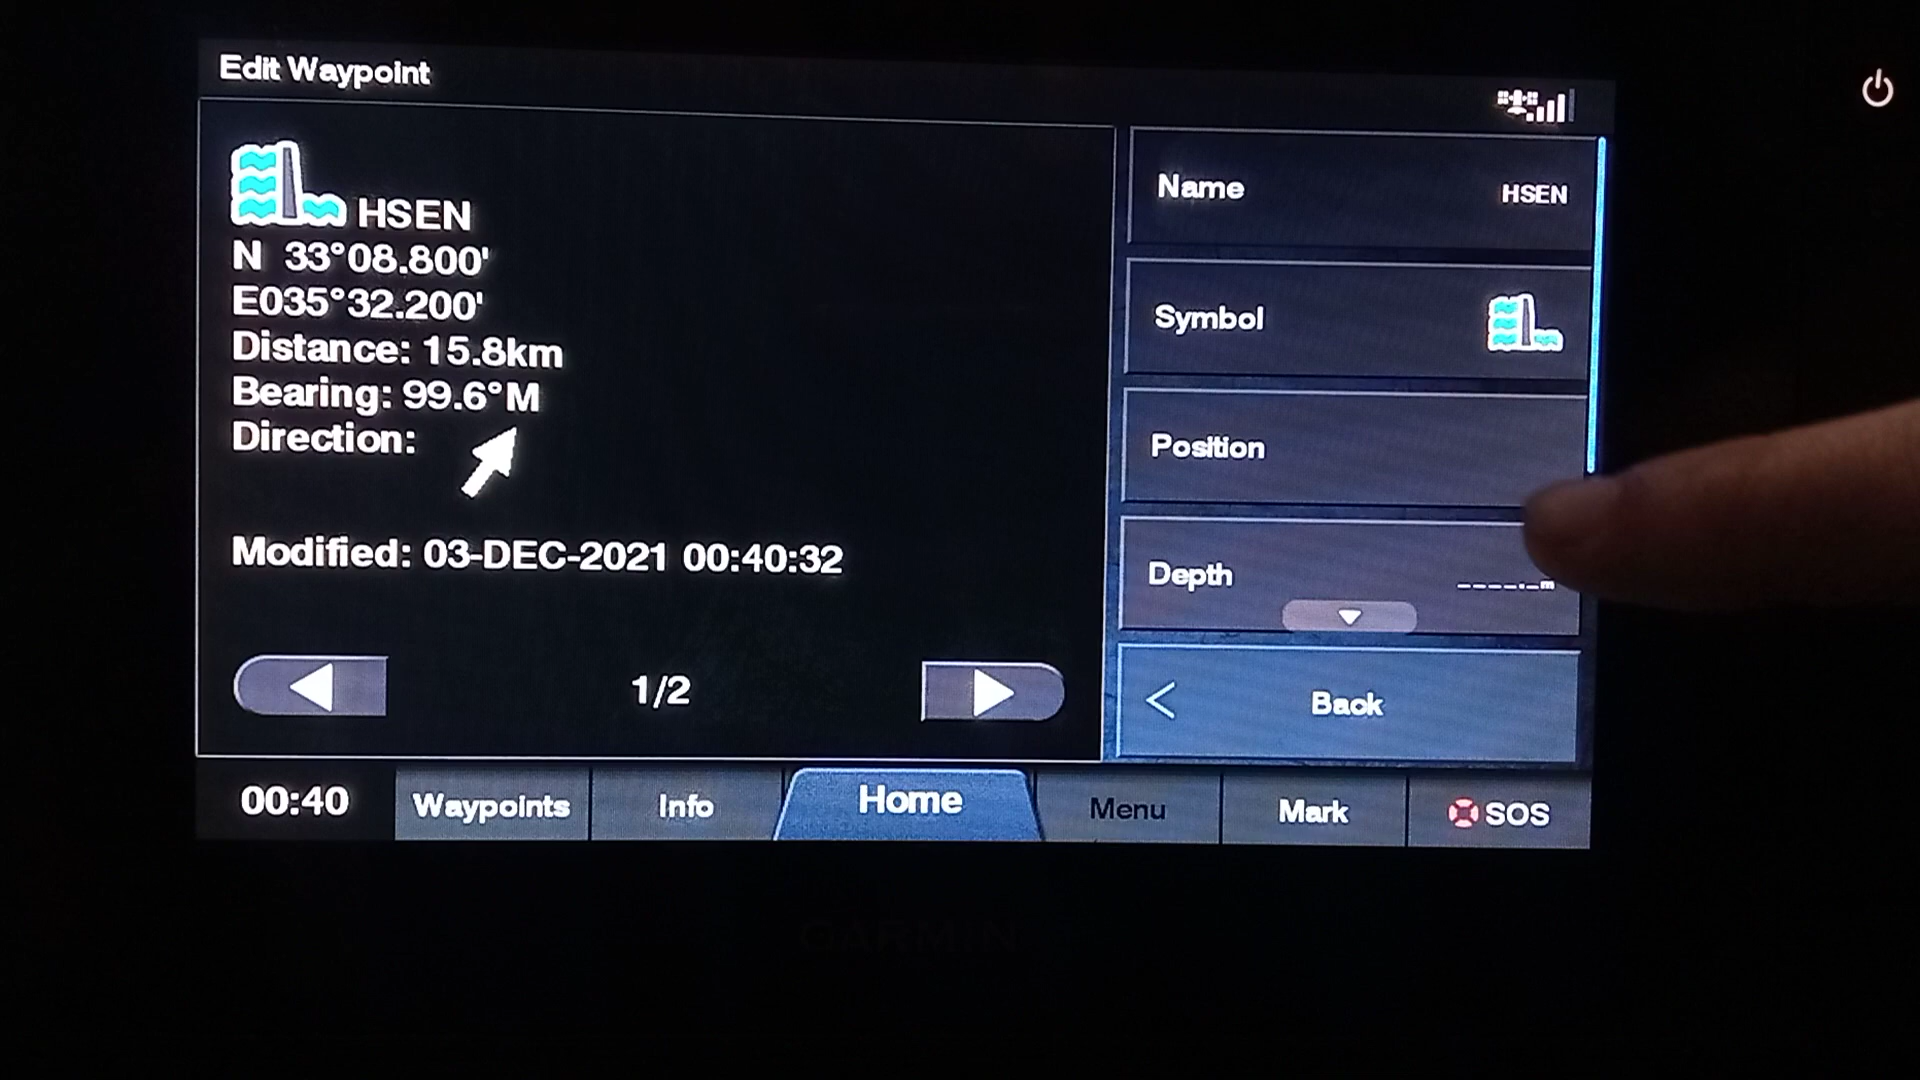 Edit Waypoint
HSEN
N 33°08.800'
E035°32.200'
Distance: 15.8km
Bearing: 99.6°M
Direction:
Modified: 03-DEC-2021 00:40:32
1/2
Name HSEN
Symbol
Position
Depth ____._m
Back
00:40 Waypoints Info Home Menu Mark SOS
GARMIN